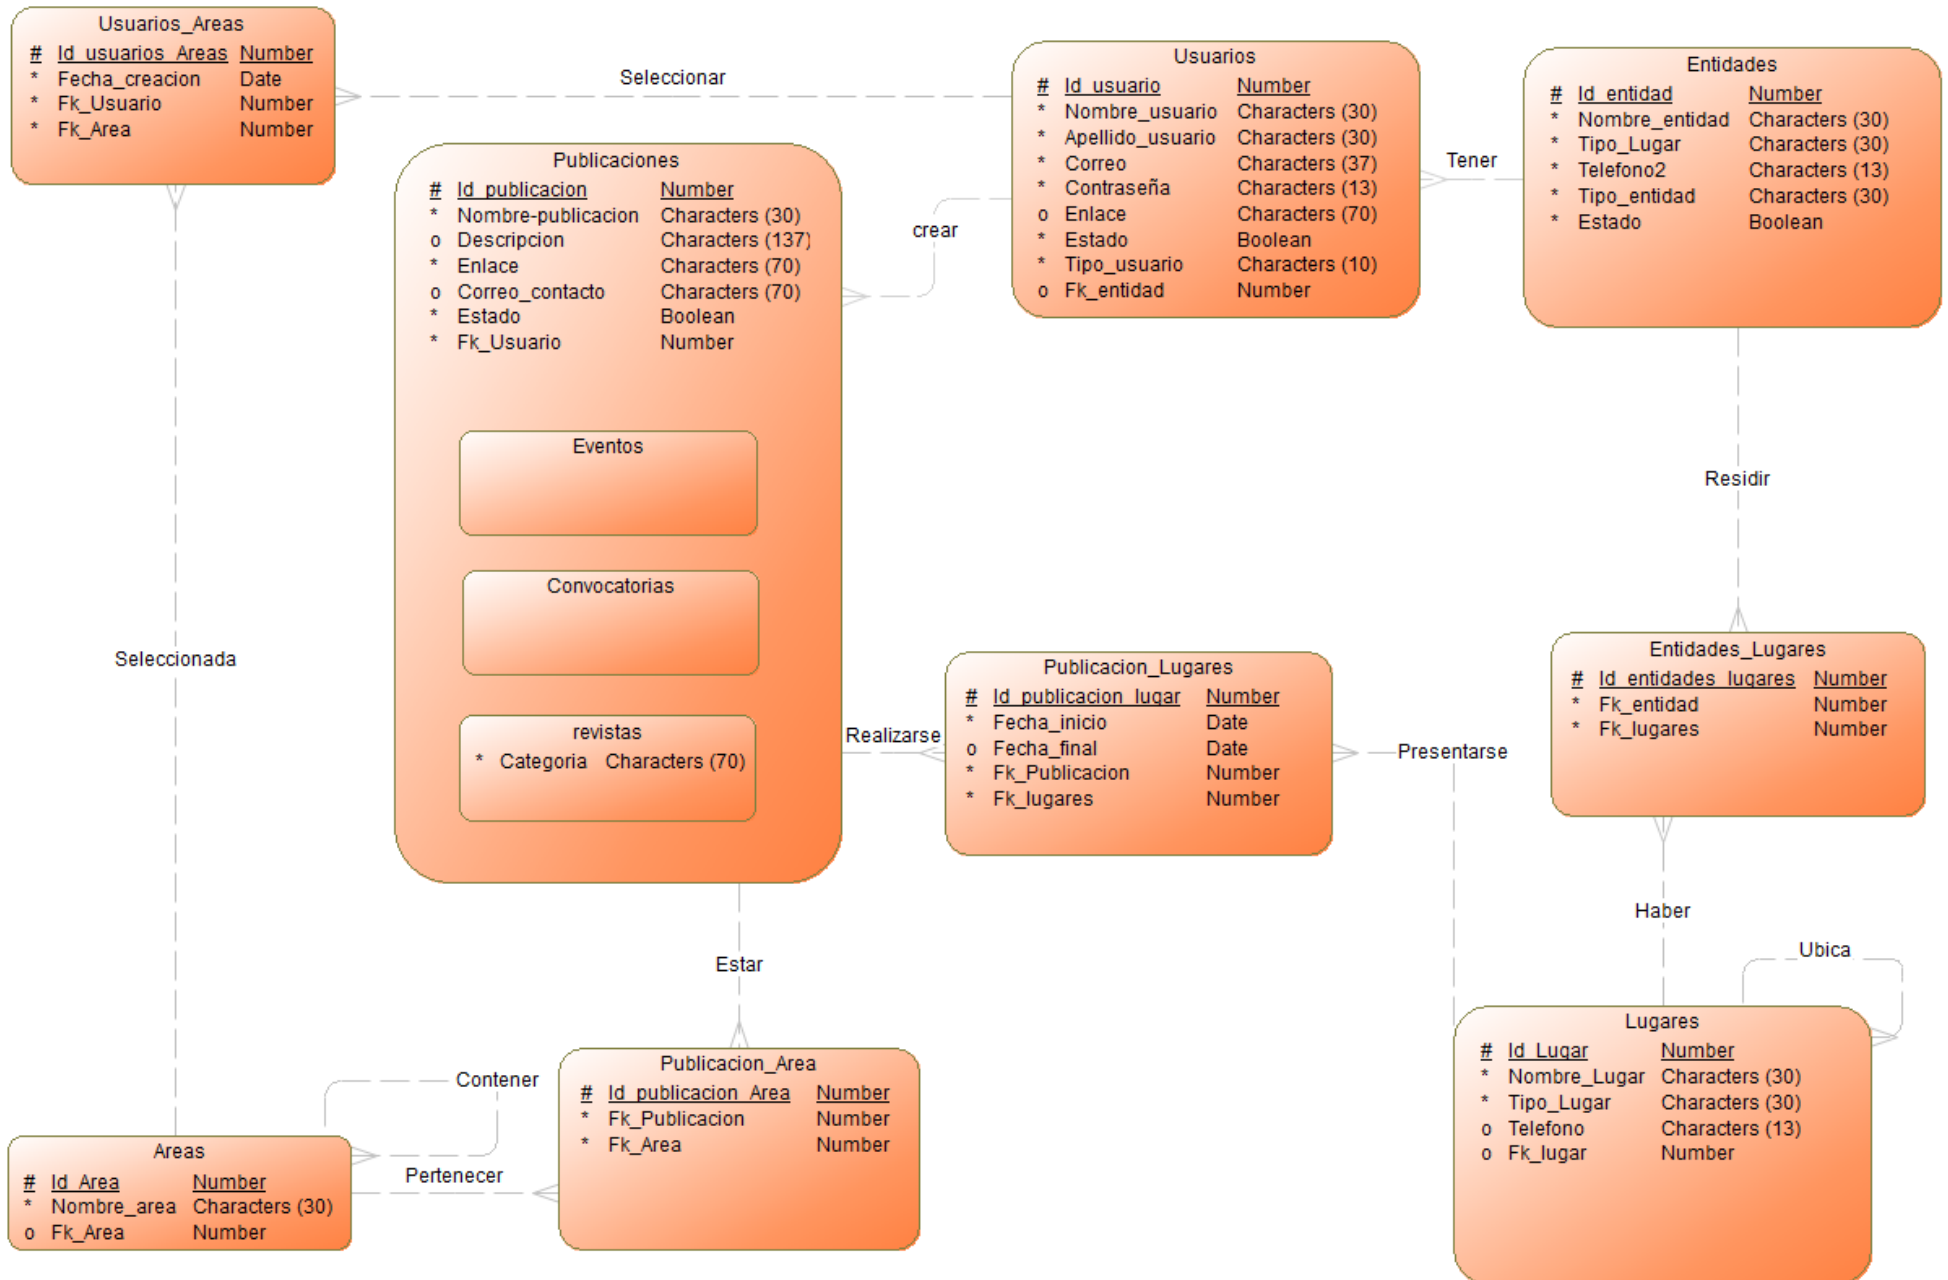 Usuarios_Areas
# Id_usuarios_Areas Number
* Fecha_creacion Date
* Fk_Usuario Number
* Fk_Area Number
Seleccionar
Usuarios
# Id_usuario Number
* Nombre_usuario Characters (30)
* Apellido_usuario Characters (30)
* Correo Characters (37)
* Contraseña Characters (13)
o Enlace Characters (70)
* Estado Boolean
* Tipo_usuario Characters (10)
o Fk_entidad Number
Tener
Entidades
# Id_entidad Number
* Nombre_entidad Characters (30)
* Tipo_Lugar Characters (30)
* Telefono2 Characters (13)
* Tipo_entidad Characters (30)
* Estado Boolean
Publicaciones
# Id_publicacion Number
* Nombre-publicacion Characters (30)
o Descripcion Characters (137)
* Enlace Characters (70)
o Correo_contacto Characters (70)
* Estado Boolean
* Fk_Usuario Number
crear
Eventos
Convocatorias
revistas
* Categoria Characters (70)
Residir
Seleccionada
Realizarse
Publicacion_Lugares
# Id_publicacion_lugar Number
* Fecha_inicio Date
o Fecha_final Date
* Fk_Publicacion Number
* Fk_lugares Number
Presentarse
Entidades_Lugares
# Id_entidades_lugares Number
* Fk_entidad Number
* Fk_lugares Number
Haber
Ubica
Estar
Contener
Pertenecer
Publicacion_Area
# Id_publicacion_Area Number
* Fk_Publicacion Number
* Fk_Area Number
Areas
# Id_Area Number
* Nombre_area Characters (30)
o Fk_Area Number
Lugares
# Id_Lugar Number
* Nombre_Lugar Characters (30)
* Tipo_Lugar Characters (30)
o Telefono Characters (13)
o Fk_lugar Number